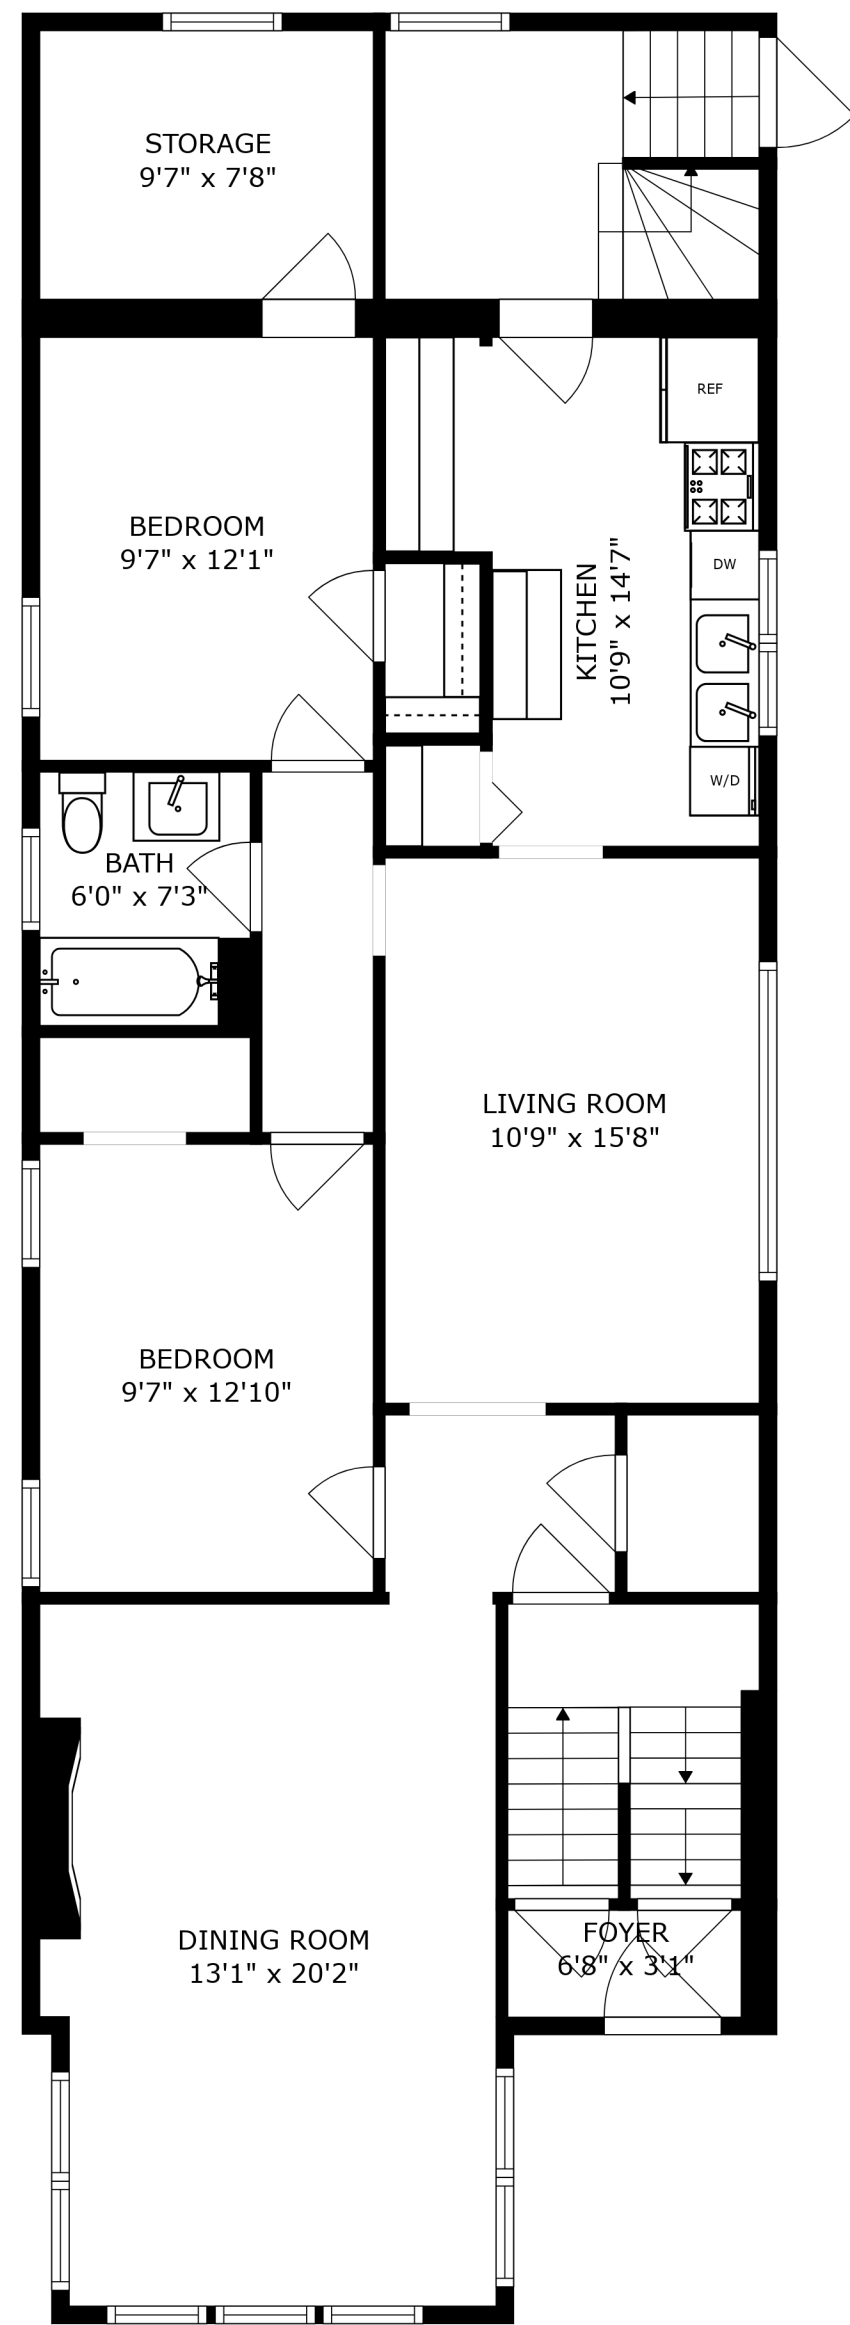 STORAGE
9'7" x 7'8"
REF
BEDROOM
9'7" x 12'1"
KITCHEN
10'9" x 14'7"
DW
W/D
BATH
6'0" x 7'3"
LIVING ROOM
10'9" x 15'8"
BEDROOM
9'7" x 12'10"
DINING ROOM
13'1" x 20'2"
FOYER
6'8" x 3'1"